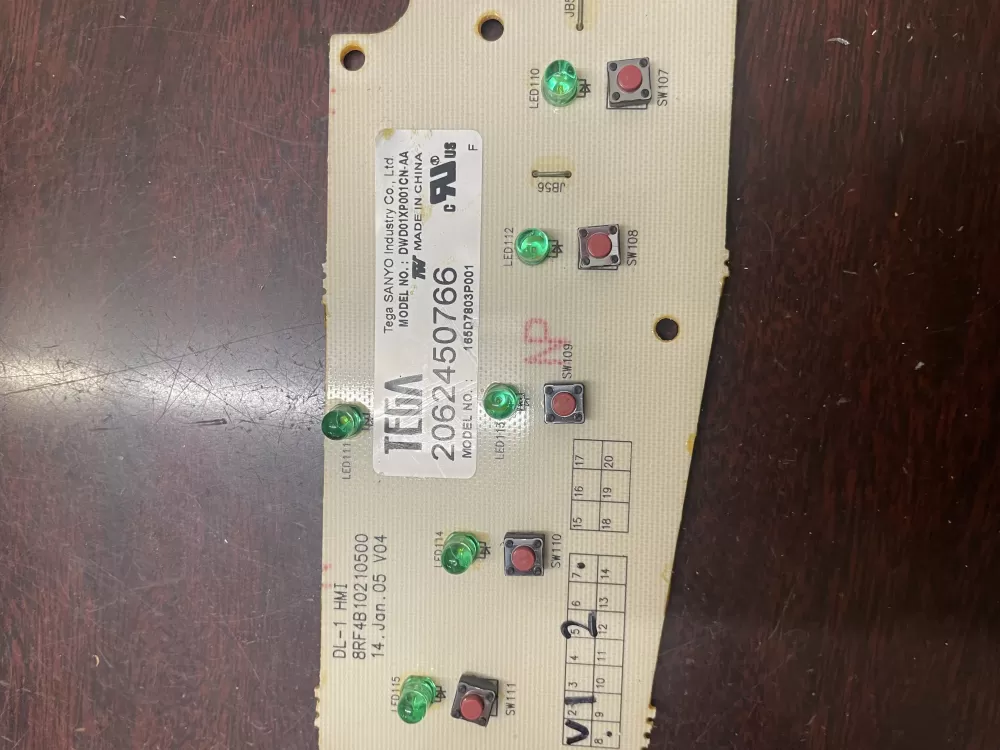 Tega SANYO Industry Co., Ltd.
MODEL NO.: DWD01XP001CN-AA
MADE IN CHINA
C US
TEGA
2062450766
MODEL NO.: 165D7803P001
F
DL-1 HMI
8RF4B10210500
14.Jan.05 V04
JB5
LED110
SW107
JB56
LED112
SW108
NP
SW109
LED113
LED111
LED114
SW110
LED115
SW111
15 16 17
18 19 20
2 3 4 5 6 7
8 9 10 11 12 13 14
V1 2